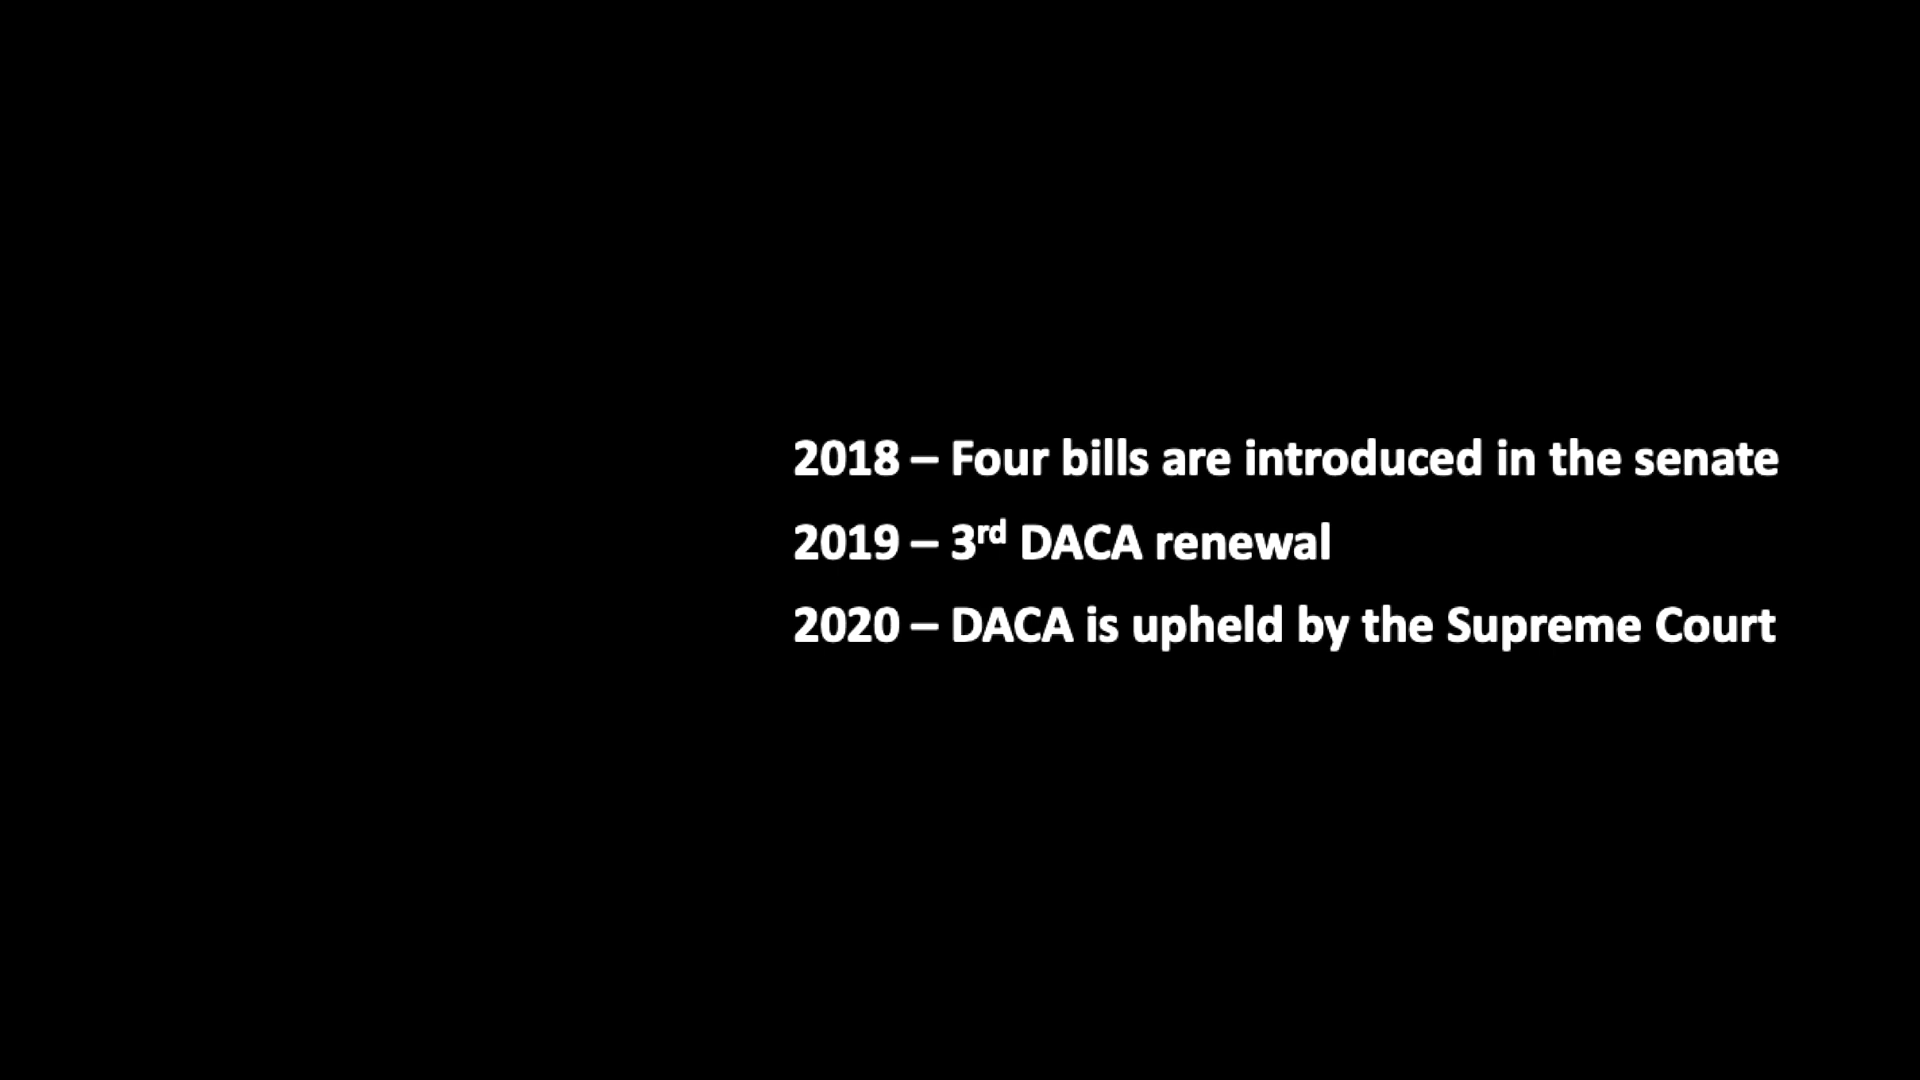 2018 – Four bills are introduced in the senate
2019 – 3rd DACA renewal
2020 – DACA is upheld by the Supreme Court